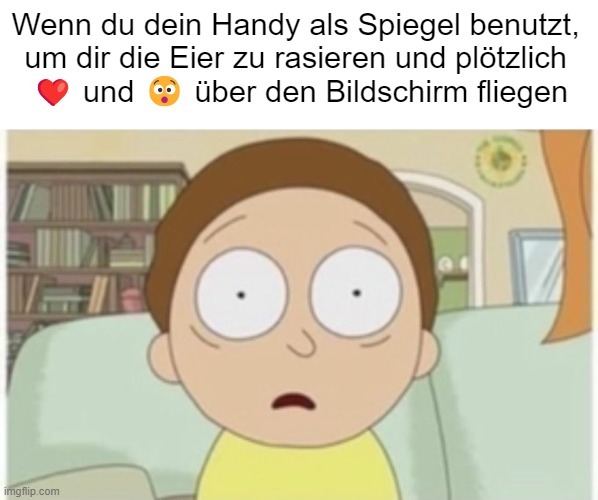 Wenn du dein Handy als Spiegel benutzt,
um dir die Eier zu rasieren und plötzlich
❤️ und 😲 über den Bildschirm fliegen
imgflip.com